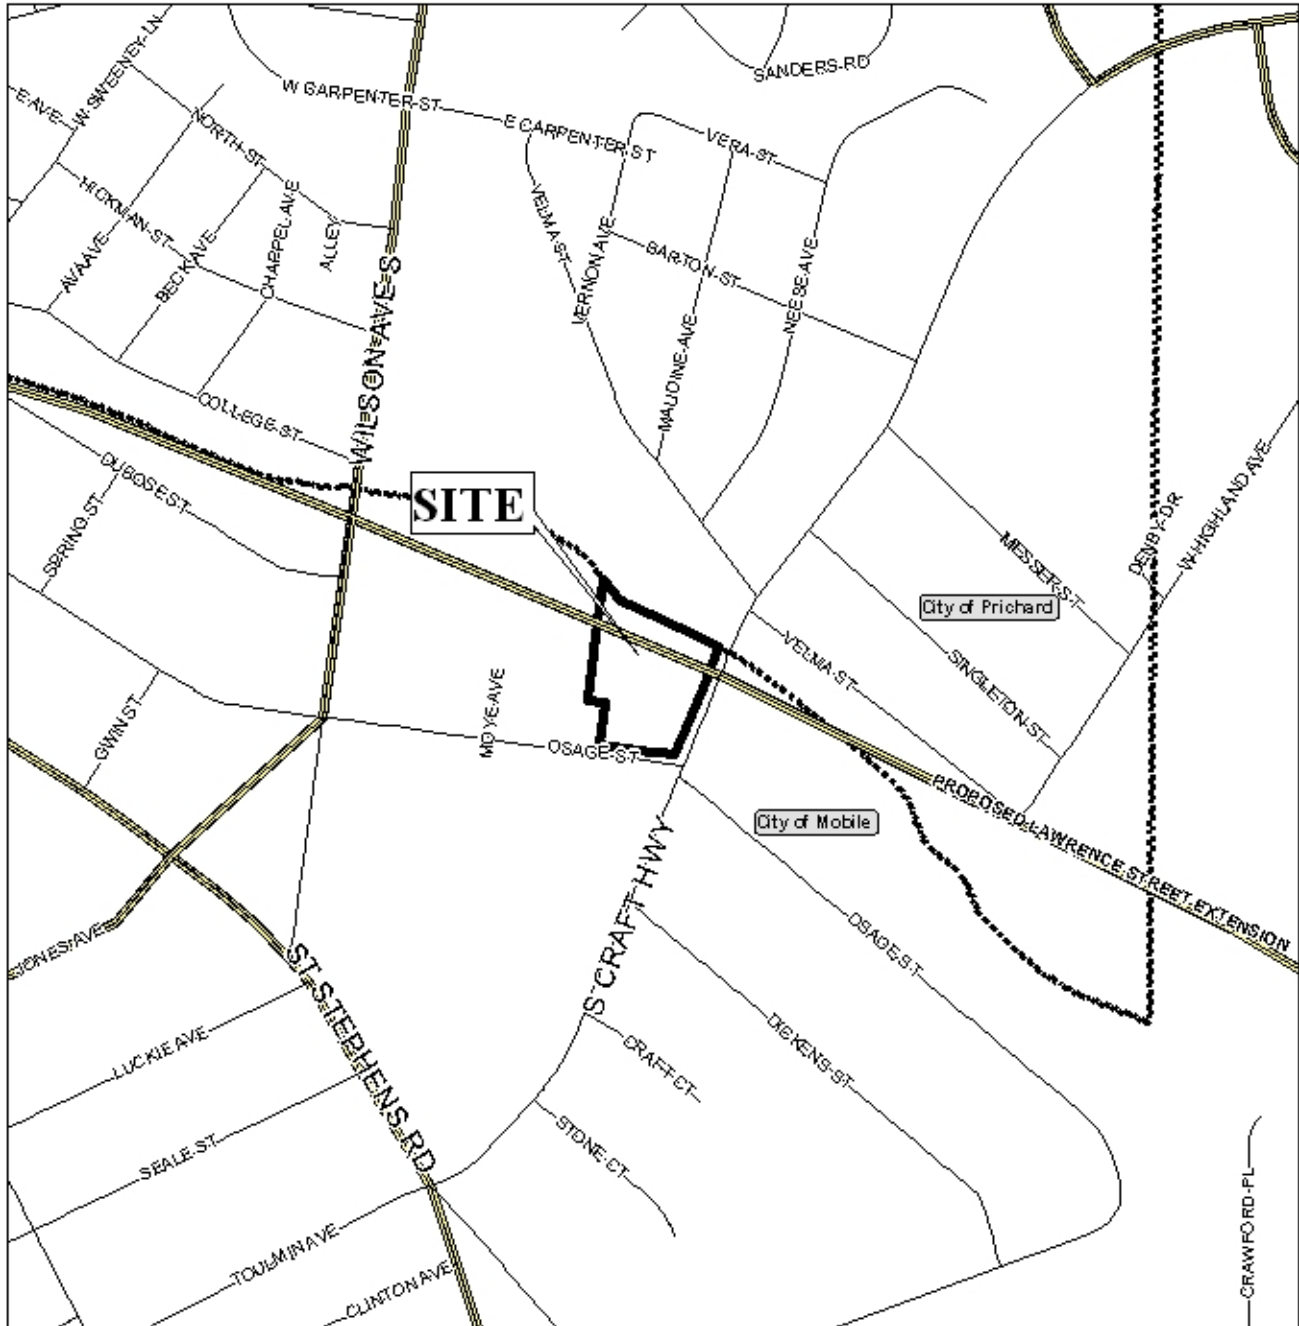 W SWEENEY LN
E AVE
W CARPENTER ST
SANDERS RD
NORTH ST
E CARPENTER ST
VERA ST
HICKMAN ST
AVA AVE
BECK AVE
CHAPPEL AVE
ALLEY
WILSON AVE S
VELMA ST
VERNON AVE
BARTON ST
NEESE AVE
MAUDINE AVE
COLLEGE ST
DUBOSE ST
SPRING ST
SITE
MESSER ST
DENBY DR
W HIGHLAND AVE
City of Prichard
VELMA ST
SINGLETON ST
GWIN ST
MOYE AVE
OSAGE ST
City of Mobile
PROPOSED LAWRENCE STREET EXTENSION
JONES AVE
ST STEPHENS RD
S CRAFT HWY
OSAGE ST
LUCKIE AVE
DICKENS ST
CRAFT CT
SEALE ST
STONE CT
TOULMIN AVE
CLINTON AVE
CRAWFORD PL